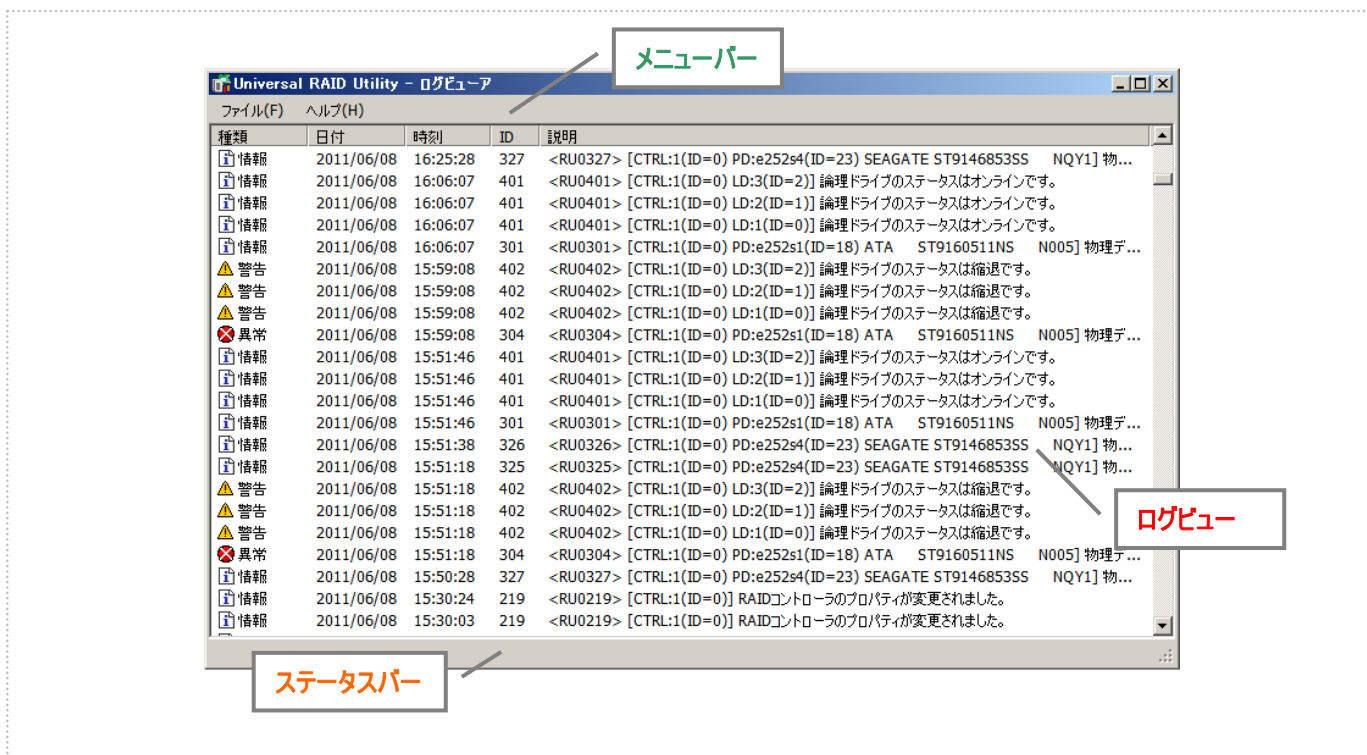 メニューバー
Universal RAID Utility - ログビューア
ファイル(F) ヘルプ(H)
種類 日付 時刻 ID 説明
情報 2011/06/08 16:25:28 327 <RU0327> [CTRL:1(ID=0) PD:e252s4(ID=23) SEAGATE ST9146853SS NQY1] 物...
情報 2011/06/08 16:06:07 401 <RU0401> [CTRL:1(ID=0) LD:3(ID=2)] 論理ドライブのステータスはオンラインです。
情報 2011/06/08 16:06:07 401 <RU0401> [CTRL:1(ID=0) LD:2(ID=1)] 論理ドライブのステータスはオンラインです。
情報 2011/06/08 16:06:07 401 <RU0401> [CTRL:1(ID=0) LD:1(ID=0)] 論理ドライブのステータスはオンラインです。
情報 2011/06/08 16:06:07 301 <RU0301> [CTRL:1(ID=0) PD:e252s1(ID=18) ATA ST9160511NS N005] 物理デ...
警告 2011/06/08 15:59:08 402 <RU0402> [CTRL:1(ID=0) LD:3(ID=2)] 論理ドライブのステータスは縮退です。
警告 2011/06/08 15:59:08 402 <RU0402> [CTRL:1(ID=0) LD:2(ID=1)] 論理ドライブのステータスは縮退です。
警告 2011/06/08 15:59:08 402 <RU0402> [CTRL:1(ID=0) LD:1(ID=0)] 論理ドライブのステータスは縮退です。
異常 2011/06/08 15:59:08 304 <RU0304> [CTRL:1(ID=0) PD:e252s1(ID=18) ATA ST9160511NS N005] 物理デ...
情報 2011/06/08 15:51:46 401 <RU0401> [CTRL:1(ID=0) LD:3(ID=2)] 論理ドライブのステータスはオンラインです。
情報 2011/06/08 15:51:46 401 <RU0401> [CTRL:1(ID=0) LD:2(ID=1)] 論理ドライブのステータスはオンラインです。
情報 2011/06/08 15:51:46 401 <RU0401> [CTRL:1(ID=0) LD:1(ID=0)] 論理ドライブのステータスはオンラインです。
情報 2011/06/08 15:51:46 301 <RU0301> [CTRL:1(ID=0) PD:e252s1(ID=18) ATA ST9160511NS N005] 物理デ...
情報 2011/06/08 15:51:38 326 <RU0326> [CTRL:1(ID=0) PD:e252s4(ID=23) SEAGATE ST9146853SS NQY1] 物...
情報 2011/06/08 15:51:18 325 <RU0325> [CTRL:1(ID=0) PD:e252s4(ID=23) SEAGATE ST9146853SS NQY1] 物...
警告 2011/06/08 15:51:18 402 <RU0402> [CTRL:1(ID=0) LD:3(ID=2)] 論理ドライブのステータスは縮退です。
警告 2011/06/08 15:51:18 402 <RU0402> [CTRL:1(ID=0) LD:2(ID=1)] 論理ドライブのステータスは縮退です。
警告 2011/06/08 15:51:18 402 <RU0402> [CTRL:1(ID=0) LD:1(ID=0)] 論理ドライブのステータスは縮退です。
異常 2011/06/08 15:51:18 304 <RU0304> [CTRL:1(ID=0) PD:e252s1(ID=18) ATA ST9160511NS N005] 物理デ...
情報 2011/06/08 15:50:28 327 <RU0327> [CTRL:1(ID=0) PD:e252s4(ID=23) SEAGATE ST9146853SS NQY1] 物...
情報 2011/06/08 15:30:24 219 <RU0219> [CTRL:1(ID=0)] RAIDコントローラのプロパティが変更されました。
情報 2011/06/08 15:30:03 219 <RU0219> [CTRL:1(ID=0)] RAIDコントローラのプロパティが変更されました。
ログビュー
ステータスバー